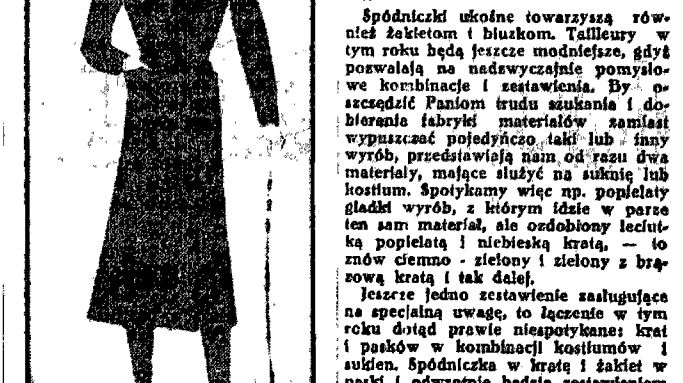 Spódniczki ukośne towarzyszą rów-
nież żakietom i bluzkom. Tailleury w
tym roku będą jeszcze modniejsze, gdyż
pozwalają na nadzwyczajnie pomysło-
we kombinacje i zestawienia. By o-
szczędzić Paniom trudu szukania i do-
bierania fabryki materiałów zamiast
wypuszczać pojedyńczo taki lub inny
wyrób, przedstawiają nam od razu dwa
materiały, mające służyć na suknię lub
kostium. Spotykamy więc np. popielaty
gładki wyrób, z którym idzie w parze
ten sam materiał, ale ozdobiony leciut-
ką popielatą i niebieską kratą, — to
znów ciemno - zielony i zielony z brą-
zową kratą i tak dalej.
Jeszcze jedno zestawienie zasługujące
na specjalną uwagę, to łączenie w tym
roku dotąd prawie niespotykane: krat
i pasków w kombinacji kostiumów i
sukien. Spódniczka w kratę i żakiet w
paski i odwrotnie będzie zestawieniem